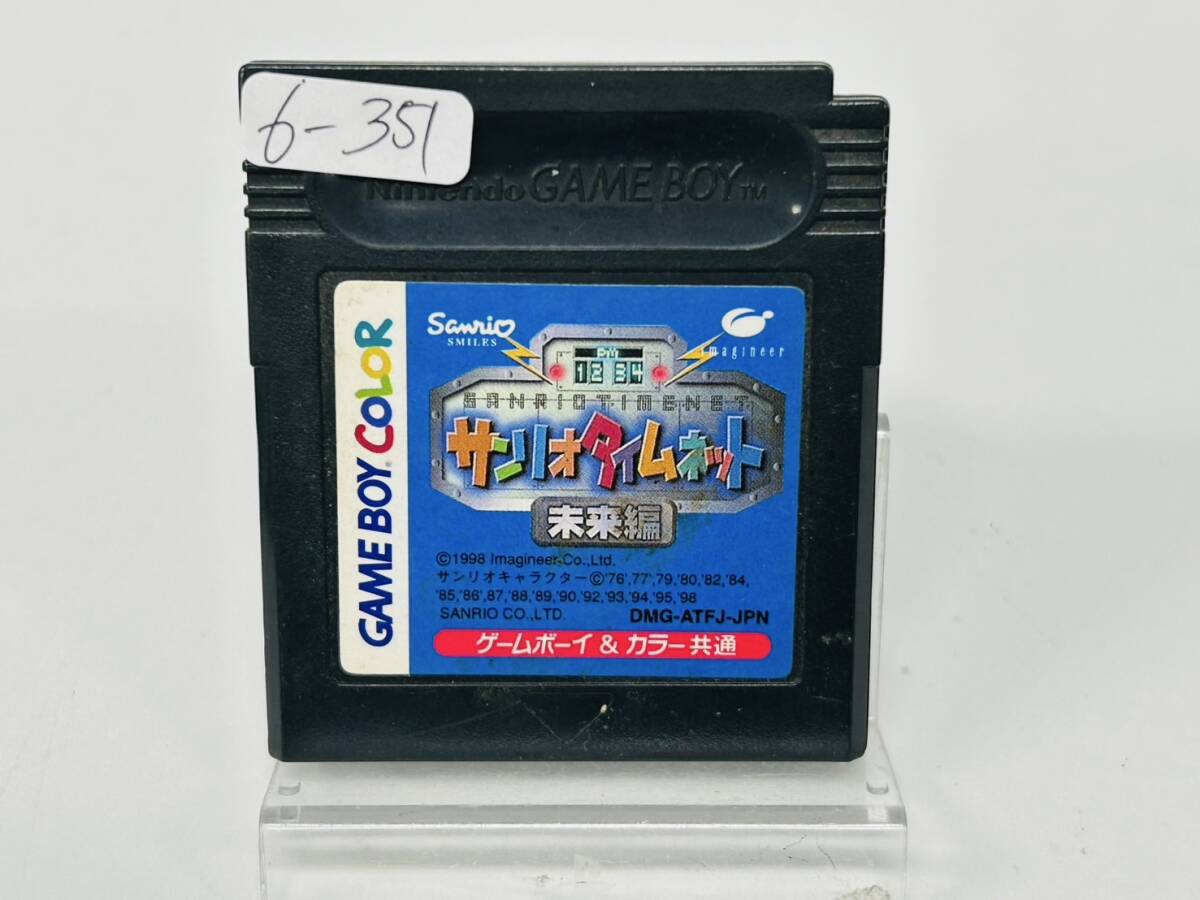 6-351
Nintendo GAME BOY TM
GAME BOY COLOR
Sanrio
SMILES
imagineer
PM
12 34
SANRIOTIMENET
サンリオタイムネット
未来編
©1998 Imagineer.Co.,Ltd.
サンリオキャラクター©'76','77','79,'80,'82,'84,
'85,'86','87,'88,'89,'90,'92,'93,'94,'95,'98
SANRIO CO.,LTD. DMG-ATFJ-JPN
ゲームボーイ & カラー共通